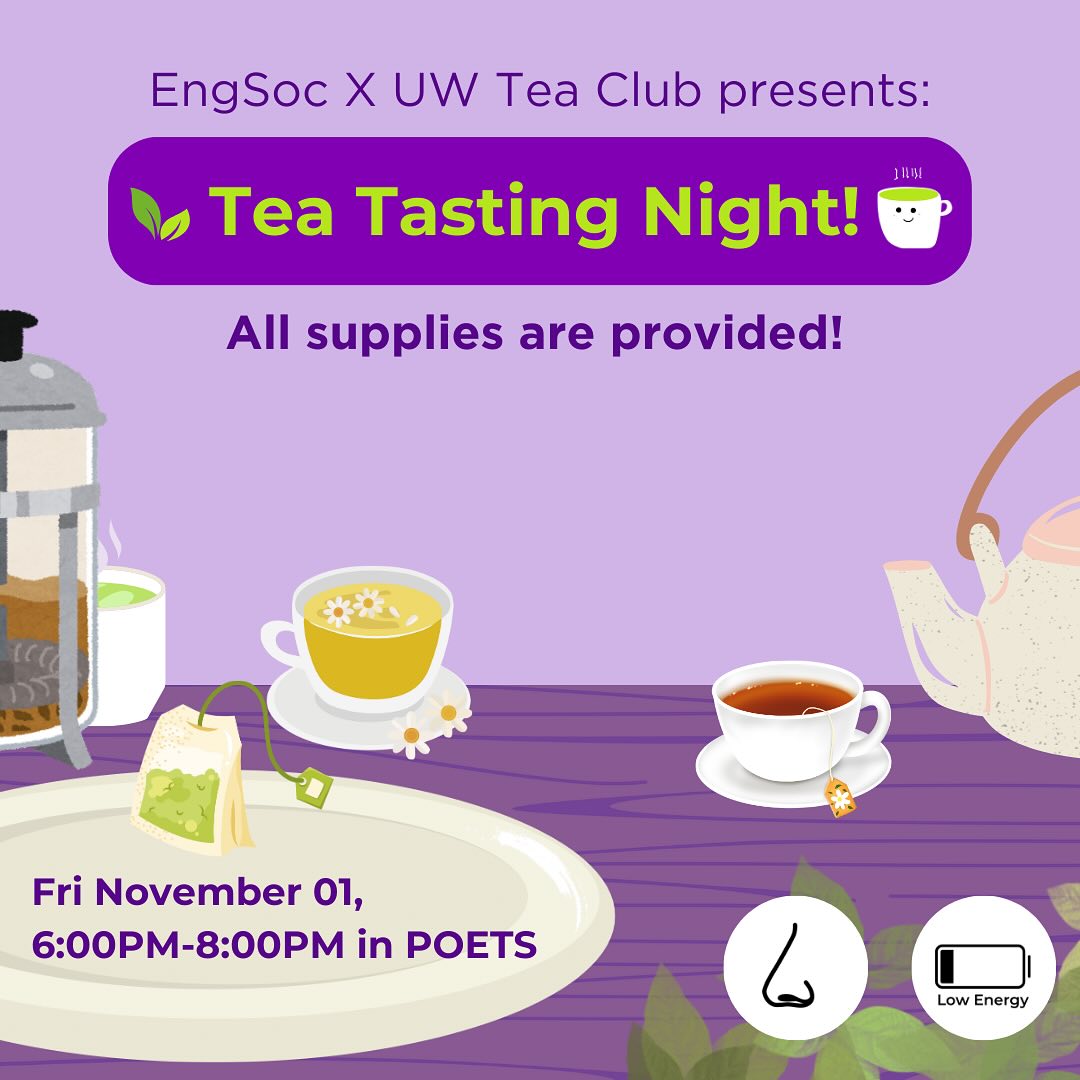 EngSoc X UW Tea Club presents:
Tea Tasting Night!
All supplies are provided!
Fri November 01,
6:00PM-8:00PM in POETS
Low Energy